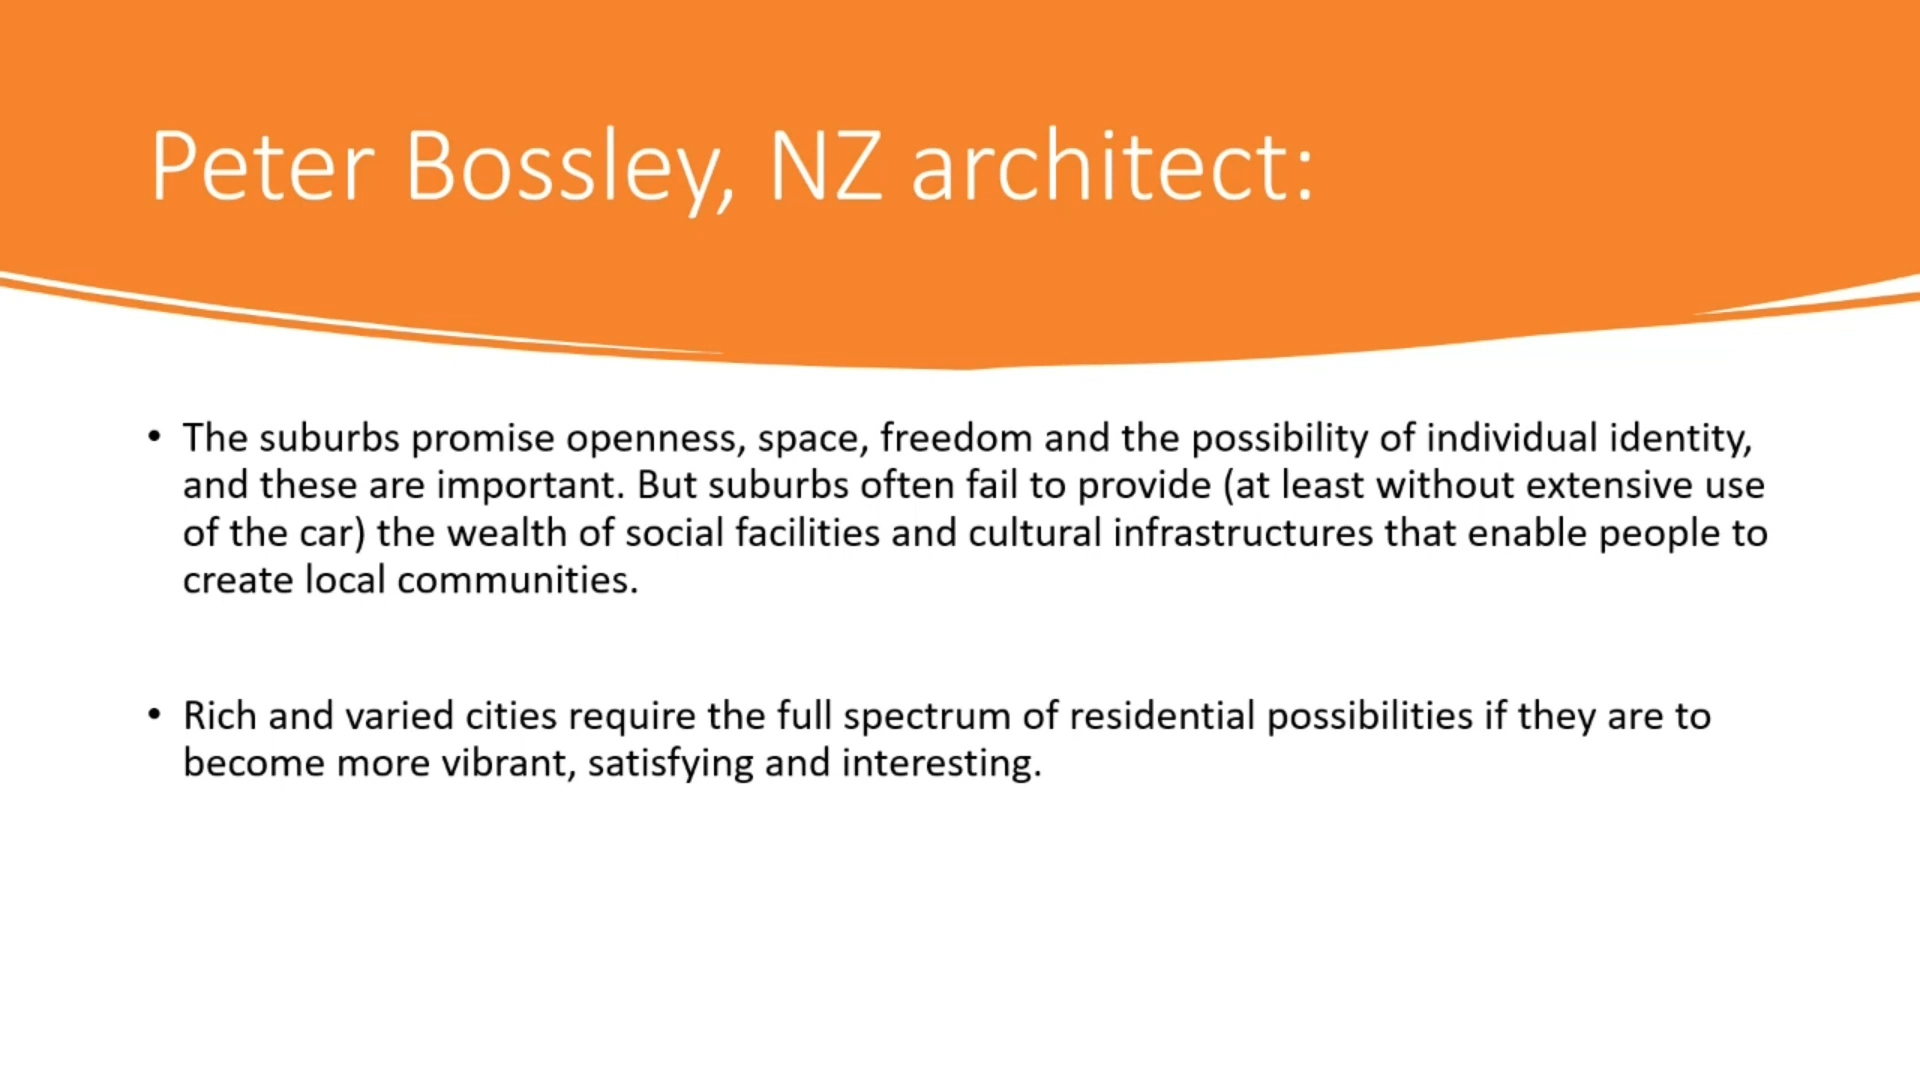 Peter Bossley, NZ architect:
• The suburbs promise openness, space, freedom and the possibility of individual identity,
and these are important. But suburbs often fail to provide (at least without extensive use
of the car) the wealth of social facilities and cultural infrastructures that enable people to
create local communities.
• Rich and varied cities require the full spectrum of residential possibilities if they are to
become more vibrant, satisfying and interesting.